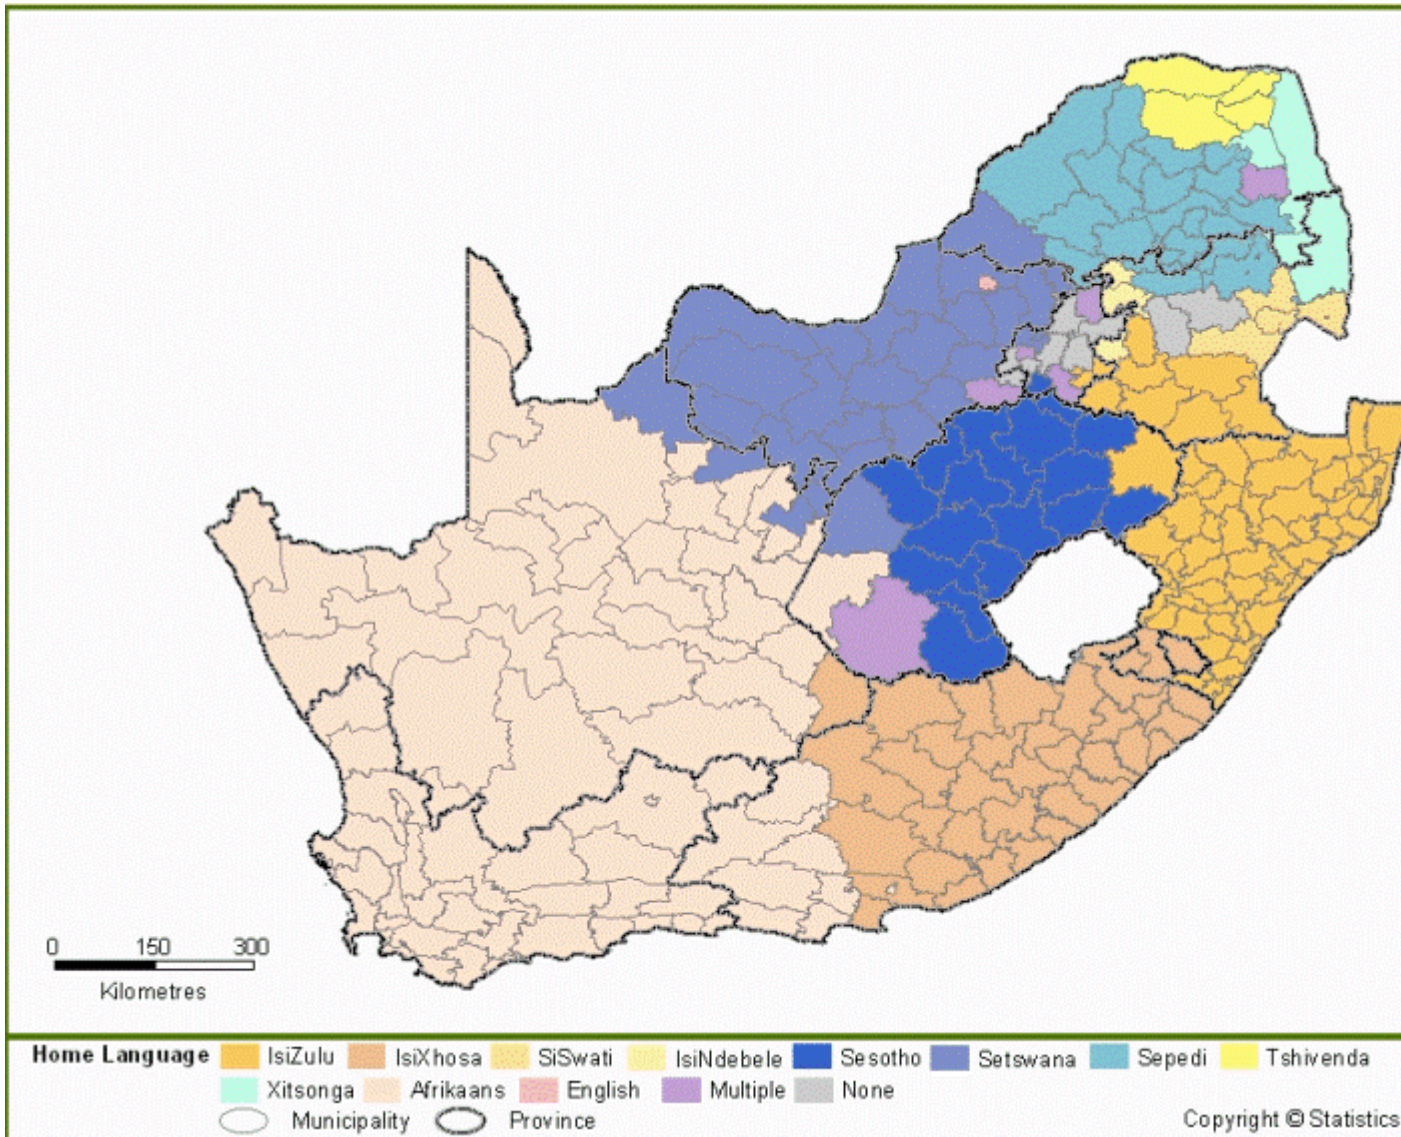 0 150 300
Kilometres
Home Language IsiZulu IsiXhosa SiSwati IsiNdebele Sesotho Setswana Sepedi Tshivenda
Xitsonga Afrikaans English Multiple None
Municipality Province Copyright © Statistics